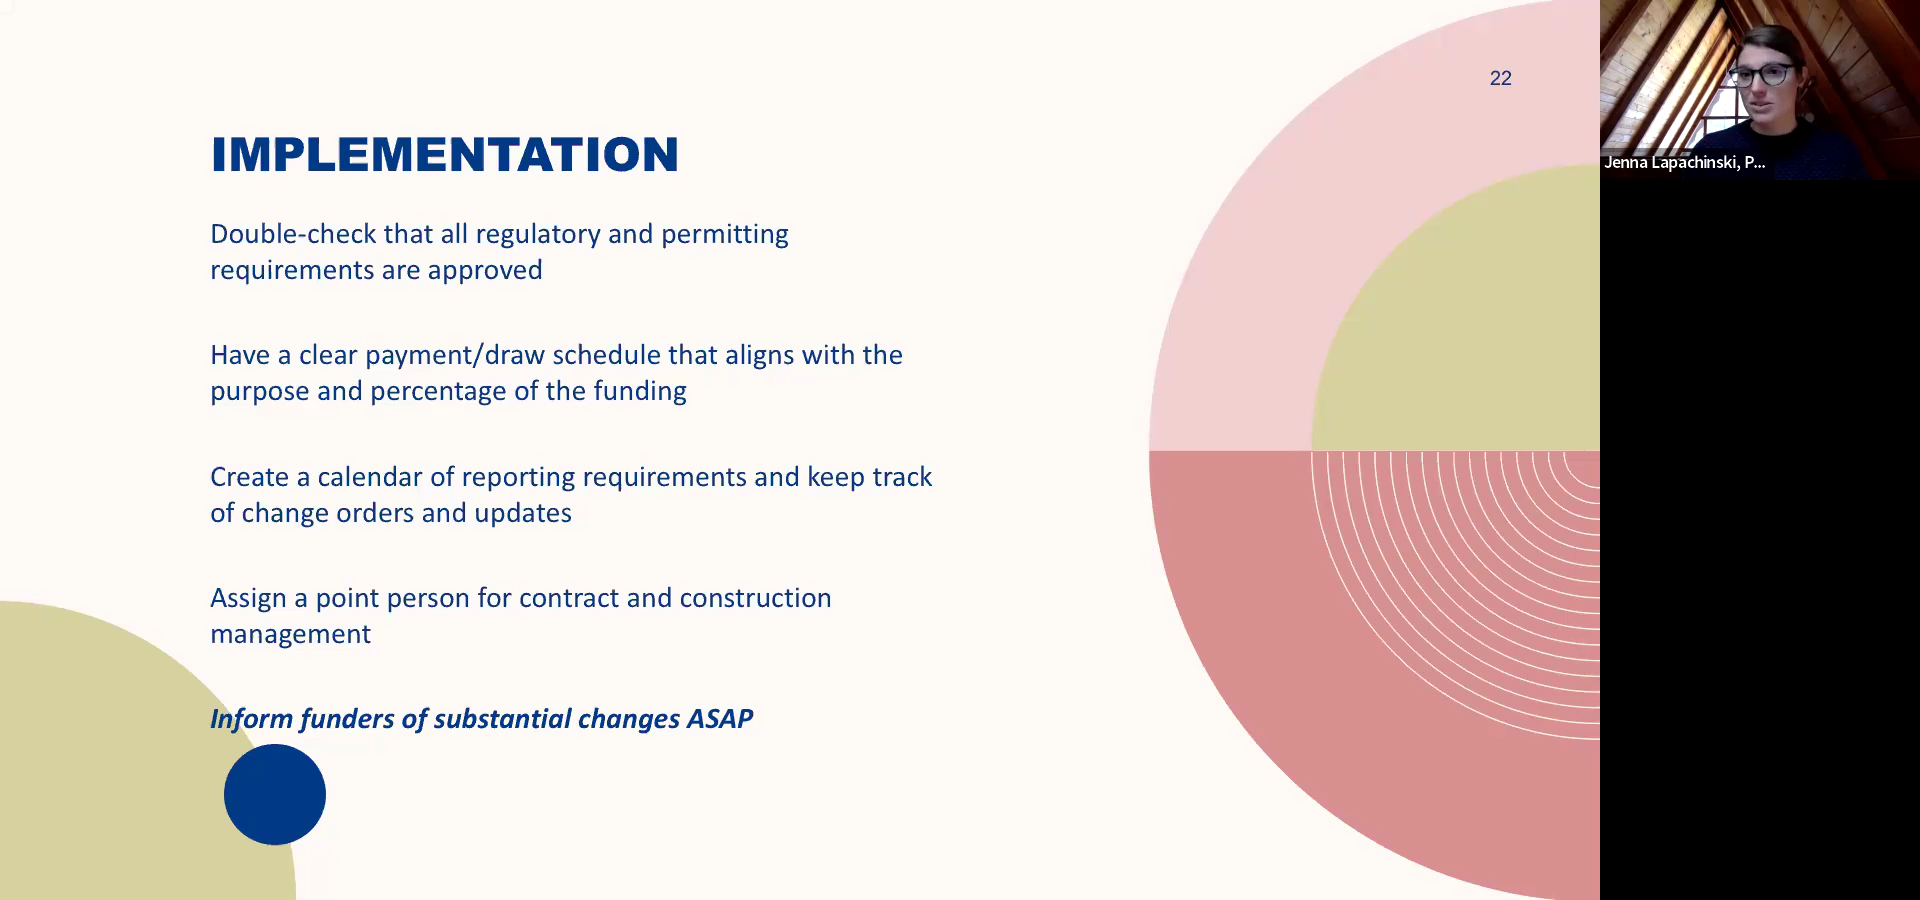 22
IMPLEMENTATION
Double-check that all regulatory and permitting
requirements are approved
Have a clear payment/draw schedule that aligns with the
purpose and percentage of the funding
Create a calendar of reporting requirements and keep track
of change orders and updates
Assign a point person for contract and construction
management
Inform funders of substantial changes ASAP
Jenna Lapachinski, P...